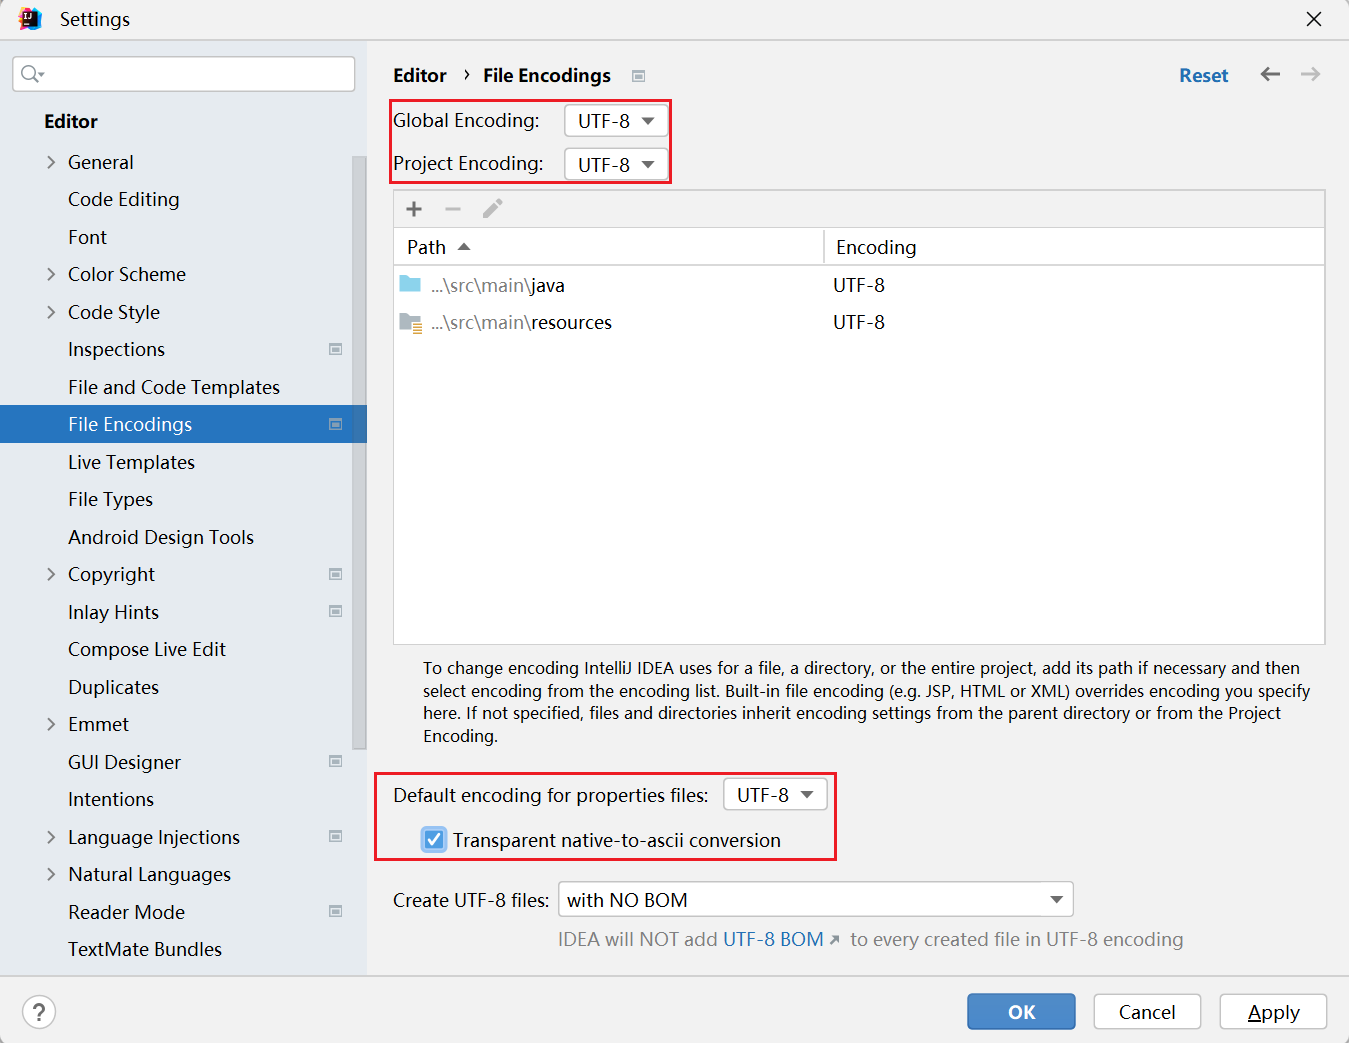 Settings
Editor
General
Code Editing
Font
Color Scheme
Code Style
Inspections
File and Code Templates
File Encodings
Live Templates
File Types
Android Design Tools
Copyright
Inlay Hints
Compose Live Edit
Duplicates
Emmet
GUI Designer
Intentions
Language Injections
Natural Languages
Reader Mode
TextMate Bundles
Editor › File Encodings
Reset
Global Encoding: UTF-8
Project Encoding: UTF-8
Path Encoding
...\src\main\java UTF-8
...\src\main\resources UTF-8
To change encoding IntelliJ IDEA uses for a file, a directory, or the entire project, add its path if necessary and then
select encoding from the encoding list. Built-in file encoding (e.g. JSP, HTML or XML) overrides encoding you specify
here. If not specified, files and directories inherit encoding settings from the parent directory or from the Project
Encoding.
Default encoding for properties files: UTF-8
Transparent native-to-ascii conversion
Create UTF-8 files: with NO BOM
IDEA will NOT add UTF-8 BOM ↗ to every created file in UTF-8 encoding
?
OK Cancel Apply